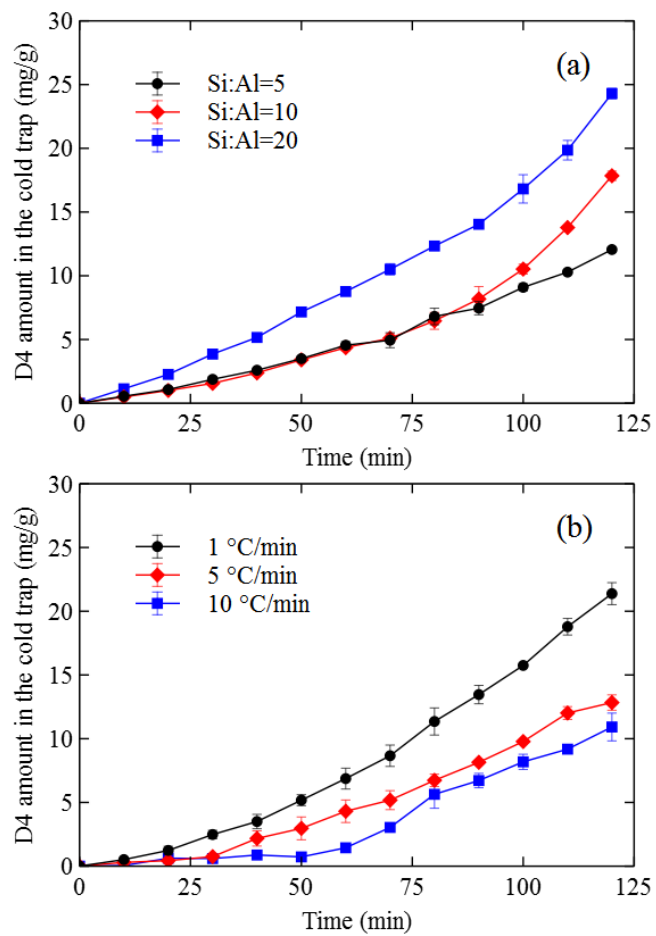 30
25
20
15
10
5
0
D4 amount in the cold trap (mg/g)
(a)
Si:Al=5
Si:Al=10
Si:Al=20
0 25 50 75 100 125
Time (min)
30
25
20
15
10
5
0
D4 amount in the cold trap (mg/g)
(b)
1 °C/min
5 °C/min
10 °C/min
0 25 50 75 100 125
Time (min)